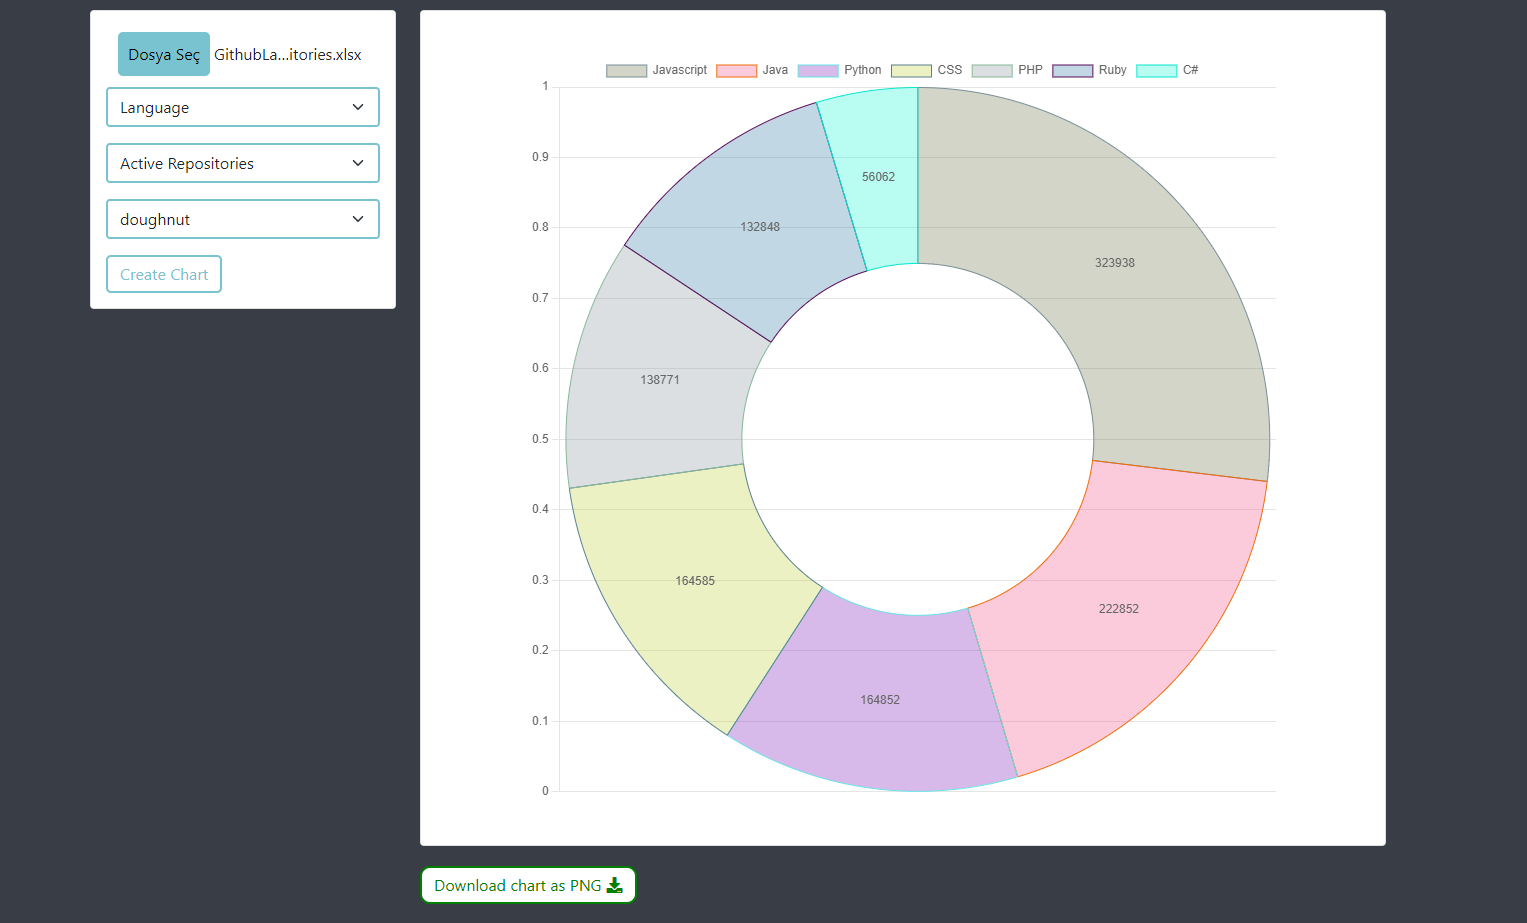 Dosya Seç GithubLa...itories.xlsx
Language
Active Repositories
doughnut
Create Chart
Javascript Java Python CSS PHP Ruby C#
1
0.9
0.8
0.7
0.6
0.5
0.4
0.3
0.2
0.1
0
56062
132848
323938
138771
164585
222852
164852
Download chart as PNG